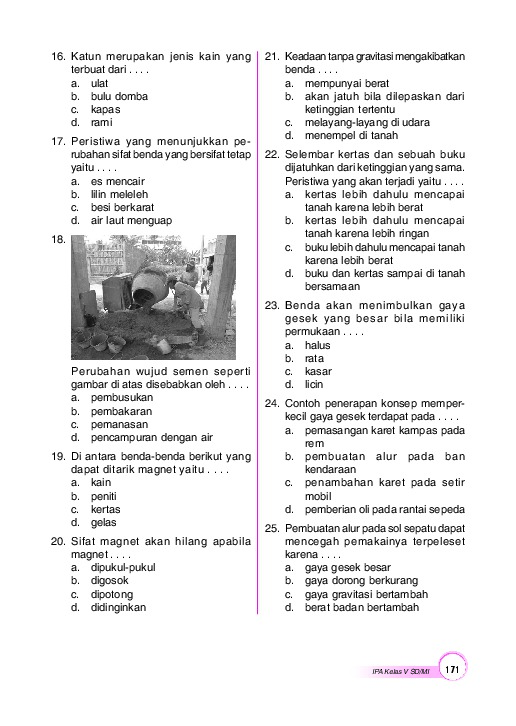 16. Katun merupakan jenis kain yang
terbuat dari . . . .
a. ulat
b. bulu domba
c. kapas
d. rami
17. Peristiwa yang menunjukkan pe-
rubahan sifat benda yang bersifat tetap
yaitu . . . .
a. es mencair
b. lilin meleleh
c. besi berkarat
d. air laut menguap
18.
Perubahan wujud semen seperti
gambar di atas disebabkan oleh . . . .
a. pembusukan
b. pembakaran
c. pemanasan
d. pencampuran dengan air
19. Di antara benda-benda berikut yang
dapat ditarik magnet yaitu . . . .
a. kain
b. peniti
c. kertas
d. gelas
20. Sifat magnet akan hilang apabila
magnet . . . .
a. dipukul-pukul
b. digosok
c. dipotong
d. didinginkan
21. Keadaan tanpa gravitasi mengakibatkan
benda . . . .
a. mempunyai berat
b. akan jatuh bila dilepaskan dari
ketinggian tertentu
c. melayang-layang di udara
d. menempel di tanah
22. Selembar kertas dan sebuah buku
dijatuhkan dari ketinggian yang sama.
Peristiwa yang akan terjadi yaitu . . . .
a. kertas lebih dahulu mencapai
tanah karena lebih berat
b. kertas lebih dahulu mencapai
tanah karena lebih ringan
c. buku lebih dahulu mencapai tanah
karena lebih berat
d. buku dan kertas sampai di tanah
bersamaan
23. Benda akan menimbulkan gaya
gesek yang besar bila memiliki
permukaan . . . .
a. halus
b. rata
c. kasar
d. licin
24. Contoh penerapan konsep memper-
kecil gaya gesek terdapat pada . . . .
a. pemasangan karet kampas pada
rem
b. pembuatan alur pada ban
kendaraan
c. penambahan karet pada setir
mobil
d. pemberian oli pada rantai sepeda
25. Pembuatan alur pada sol sepatu dapat
mencegah pemakainya terpeleset
karena . . . .
a. gaya gesek besar
b. gaya dorong berkurang
c. gaya gravitasi bertambah
d. berat badan bertambah
IPA Kelas V SD/MI 171